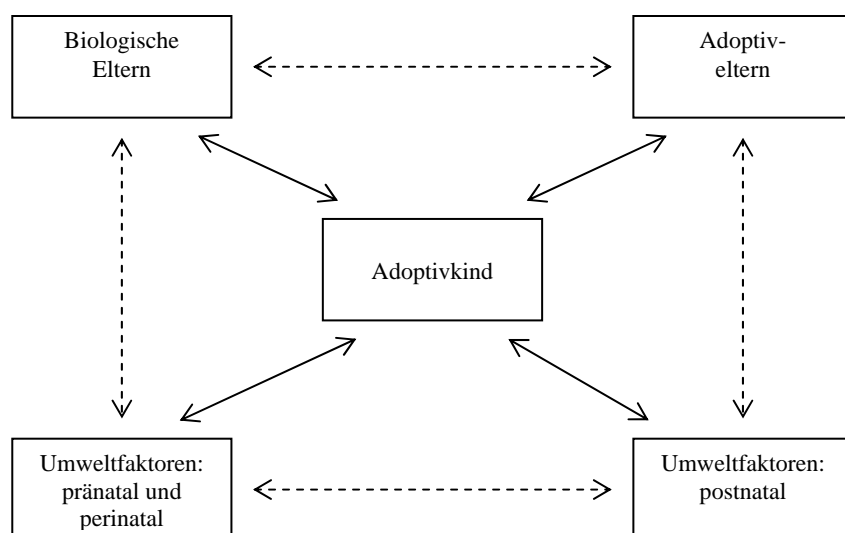 Biologische
Eltern
Adoptiv-
eltern
Adoptivkind
Umweltfaktoren:
pränatal und
perinatal
Umweltfaktoren:
postnatal